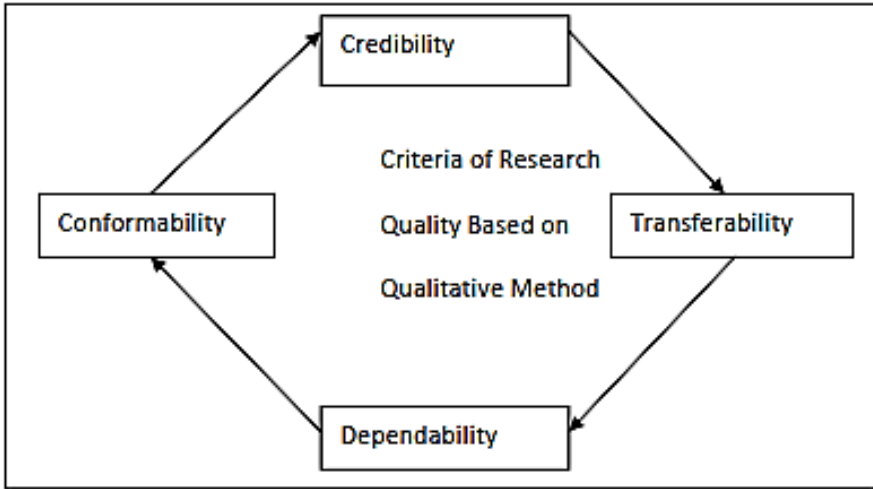 Credibility
Criteria of Research
Conformability
Quality Based on
Transferability
Qualitative Method
Dependability